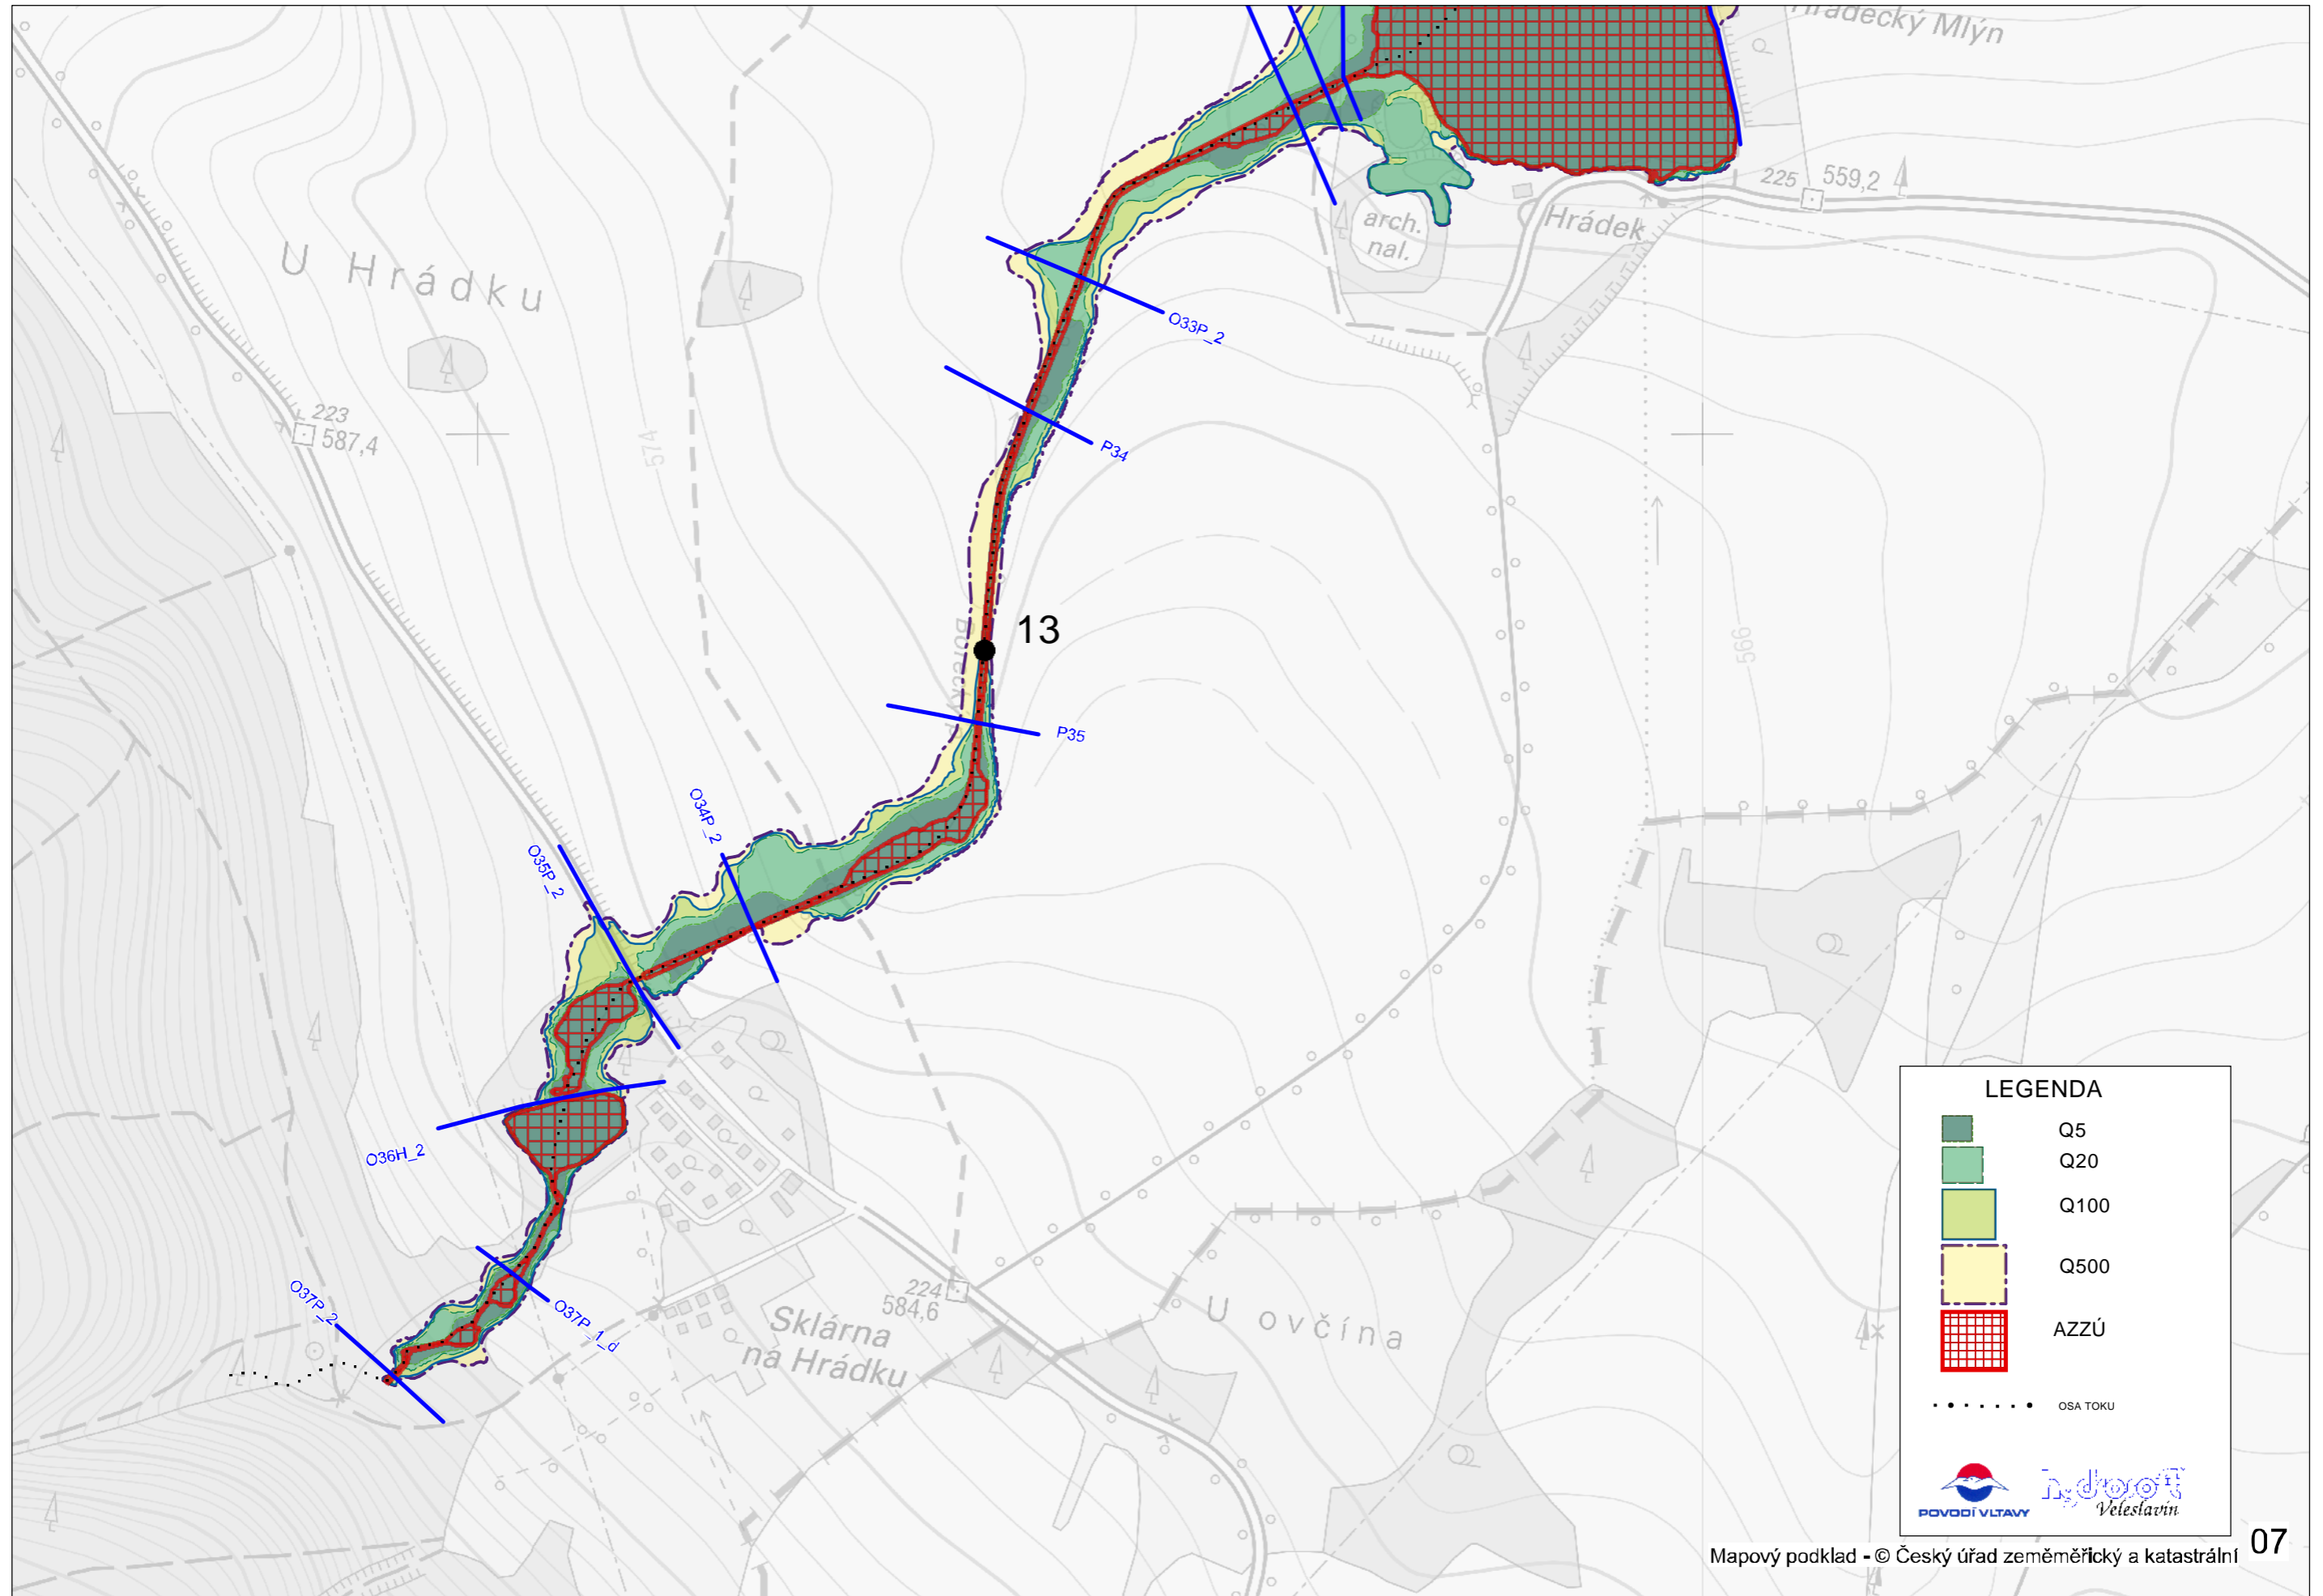 Hrádecký Mlýn
225 559,2
arch.
nal.
Hrádek
U Hrádku
O33P_2
223
587,4
574
P34
13
566
P35
O34P_2
O35P_2
O36H_2
O37P_2
O37P_1_d
224
584,6
Sklárna
na Hrádku
U ovčína
LEGENDA
Q5
Q20
Q100
Q500
AZZÚ
OSA TOKU
POVODÍ VLTAVY
hydrosoft
Veleslavín
Mapový podklad - © Český úřad zeměměřický a katastrální
07